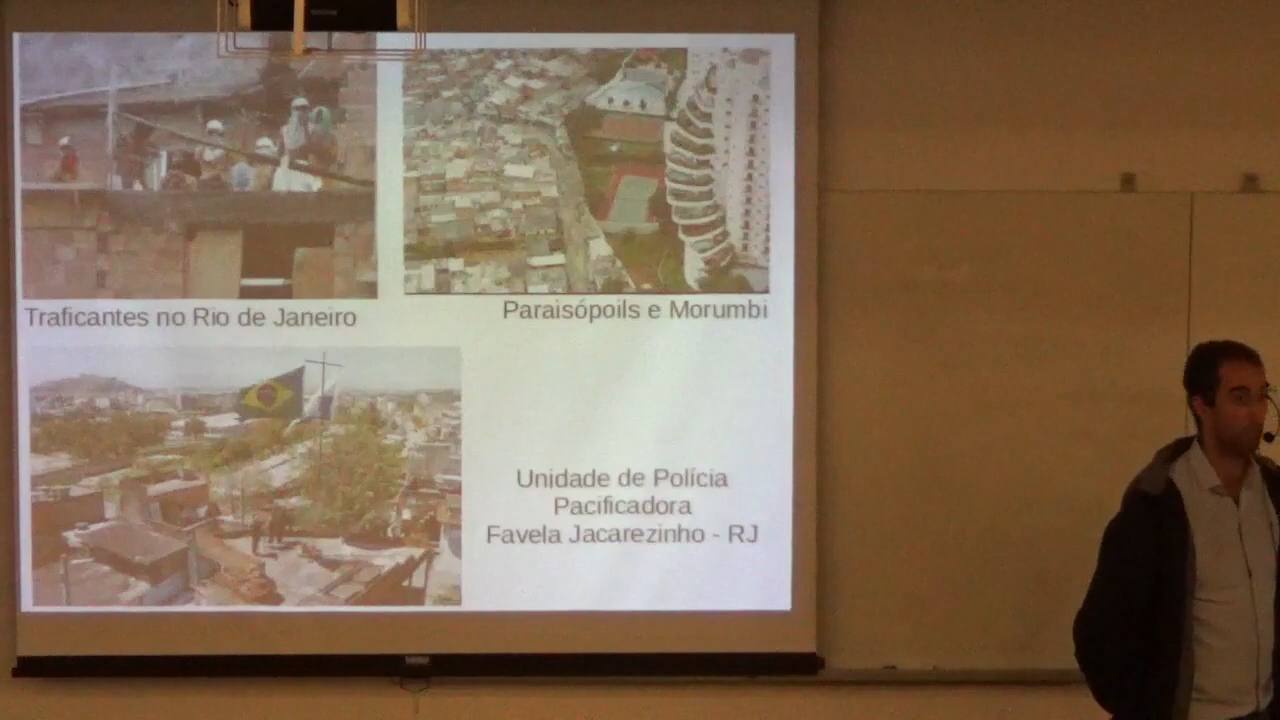 Traficantes no Rio de Janeiro
Paraisópoils e Morumbi
Unidade de Polícia
Pacificadora
Favela Jacarezinho - RJ